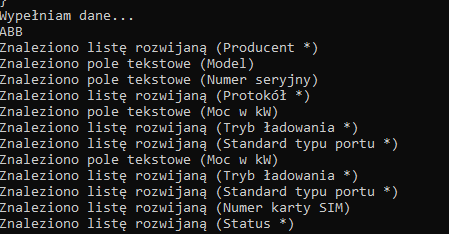 }
Wypełniam dane...
ABB
Znaleziono listę rozwijaną (Producent *)
Znaleziono pole tekstowe (Model)
Znaleziono pole tekstowe (Numer seryjny)
Znaleziono listę rozwijaną (Protokół *)
Znaleziono pole tekstowe (Moc w kW)
Znaleziono listę rozwijaną (Tryb ładowania *)
Znaleziono listę rozwijaną (Standard typu portu *)
Znaleziono pole tekstowe (Moc w kW)
Znaleziono listę rozwijaną (Tryb ładowania *)
Znaleziono listę rozwijaną (Standard typu portu *)
Znaleziono listę rozwijaną (Numer karty SIM)
Znaleziono listę rozwijaną (Status *)